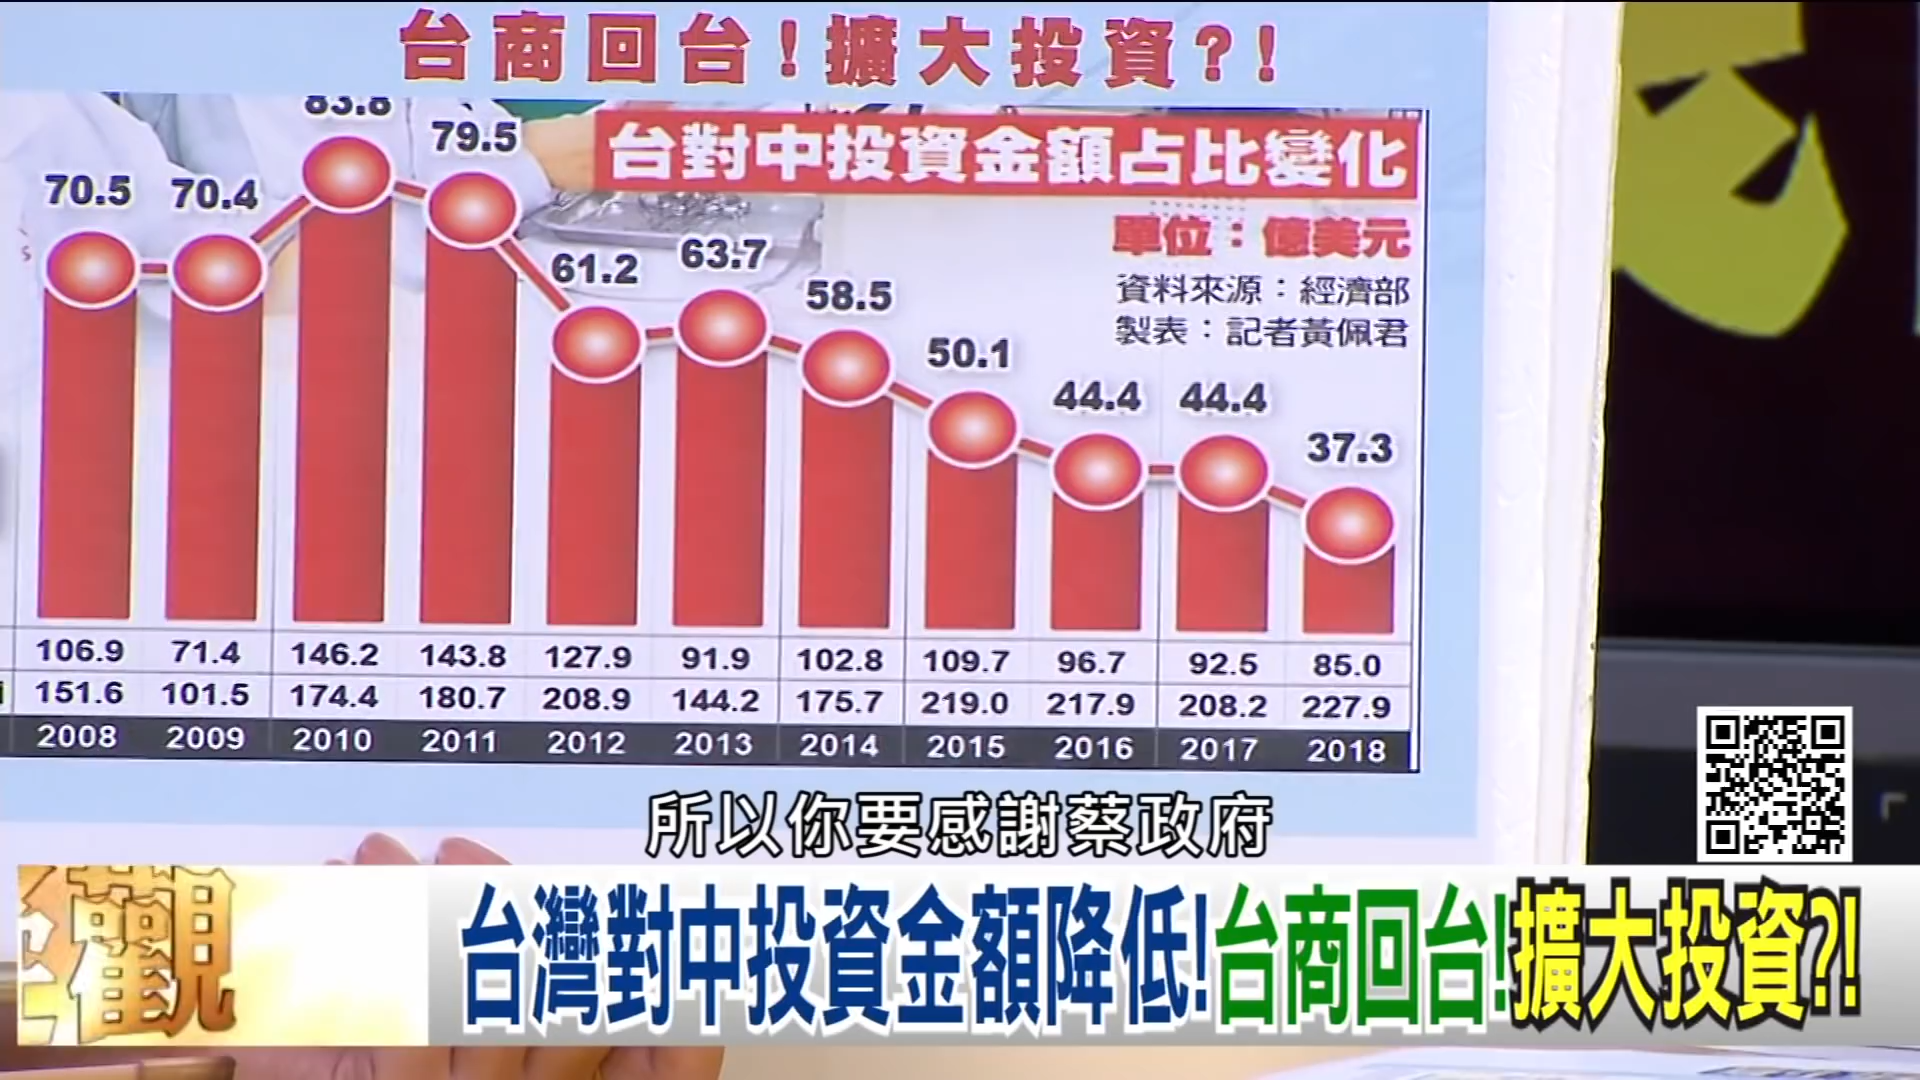 台商回台!擴大投資?!
台對中投資金額占比變化
單位：億美元
資料來源：經濟部
製表：記者黃佩君
70.5 70.4 83.8 79.5 61.2 63.7 58.5 50.1 44.4 44.4 37.3
106.9 71.4 146.2 143.8 127.9 91.9 102.8 109.7 96.7 92.5 85.0
151.6 101.5 174.4 180.7 208.9 144.2 175.7 219.0 217.9 208.2 227.9
2008 2009 2010 2011 2012 2013 2014 2015 2016 2017 2018
所以你要感謝蔡政府
觀
台灣對中投資金額降低!台商回台!擴大投資?!